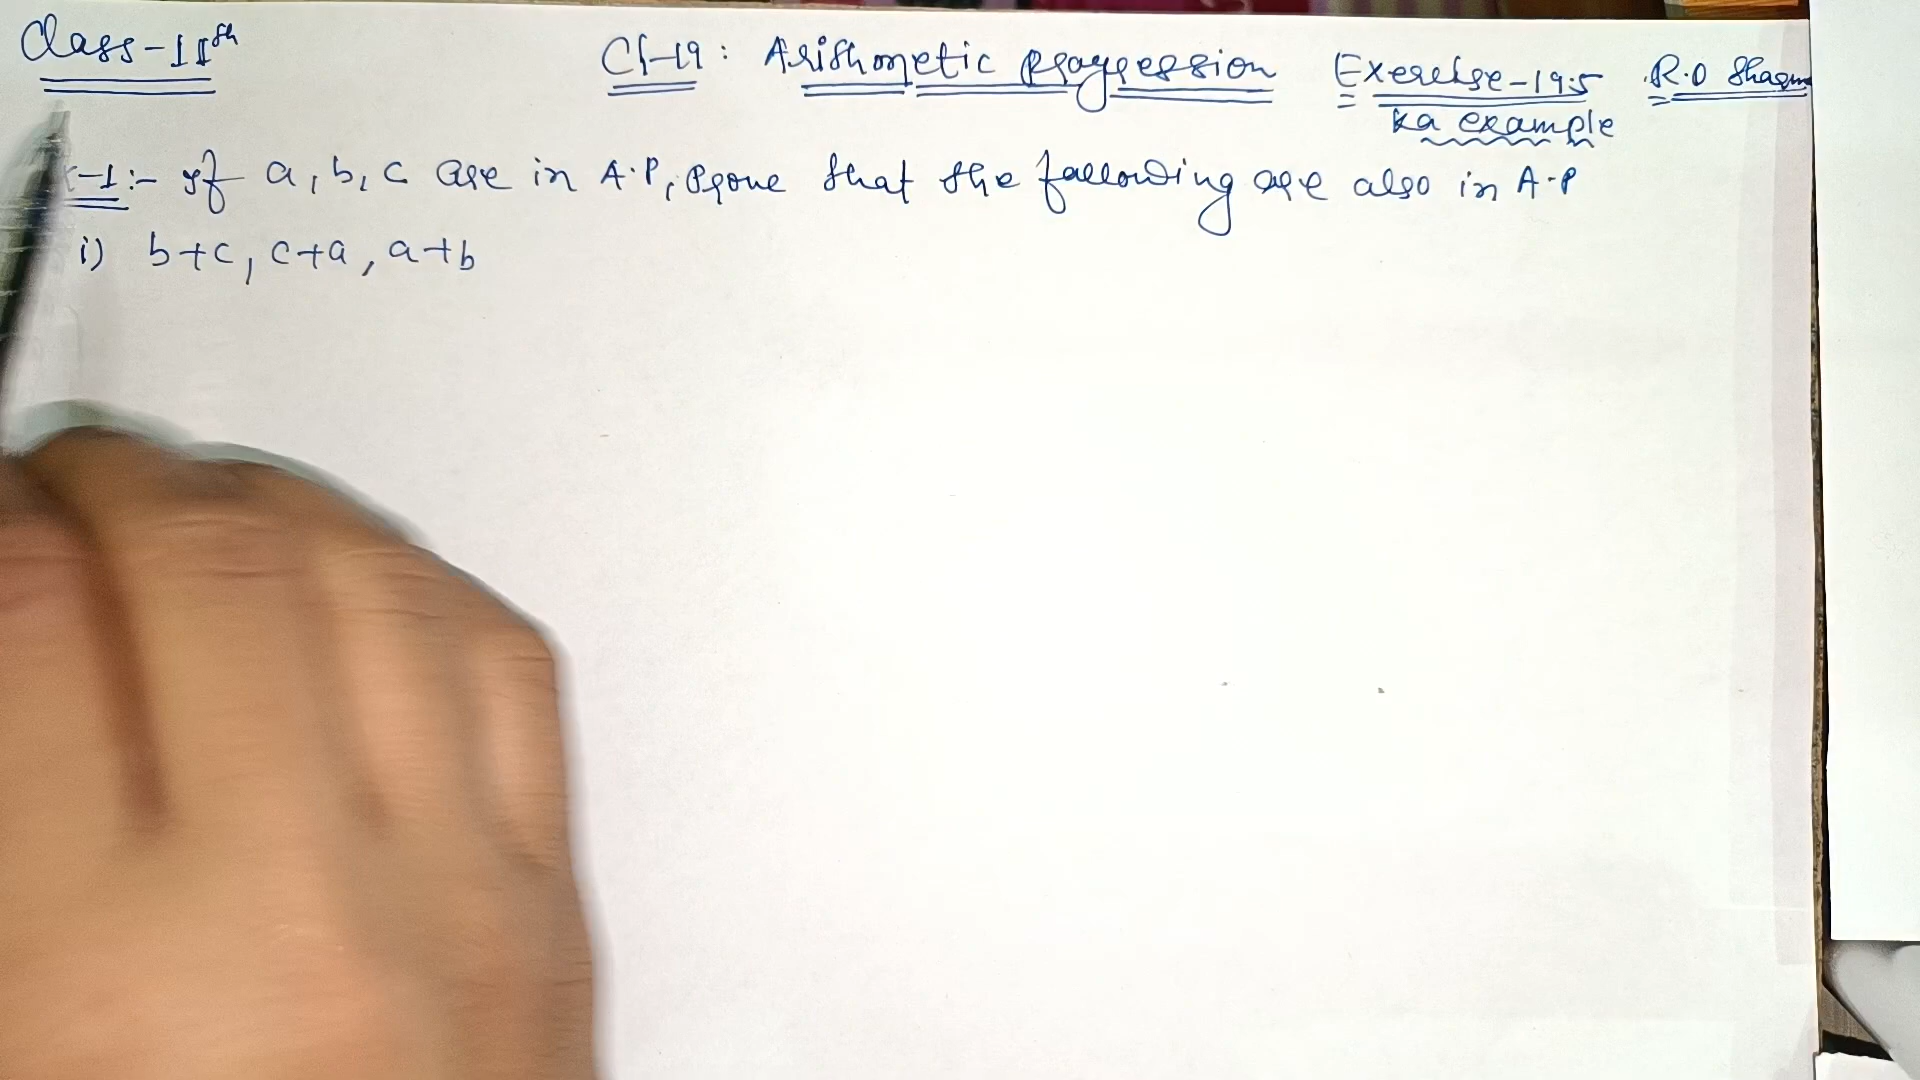 Class-11th
Ch-19: Arithmetic progression Exercise-19.5 R.D Sharma
ka example
x-1:- If a, b, c are in A.P, Prove that the following are also in A.P
i) b+c, c+a, a+b